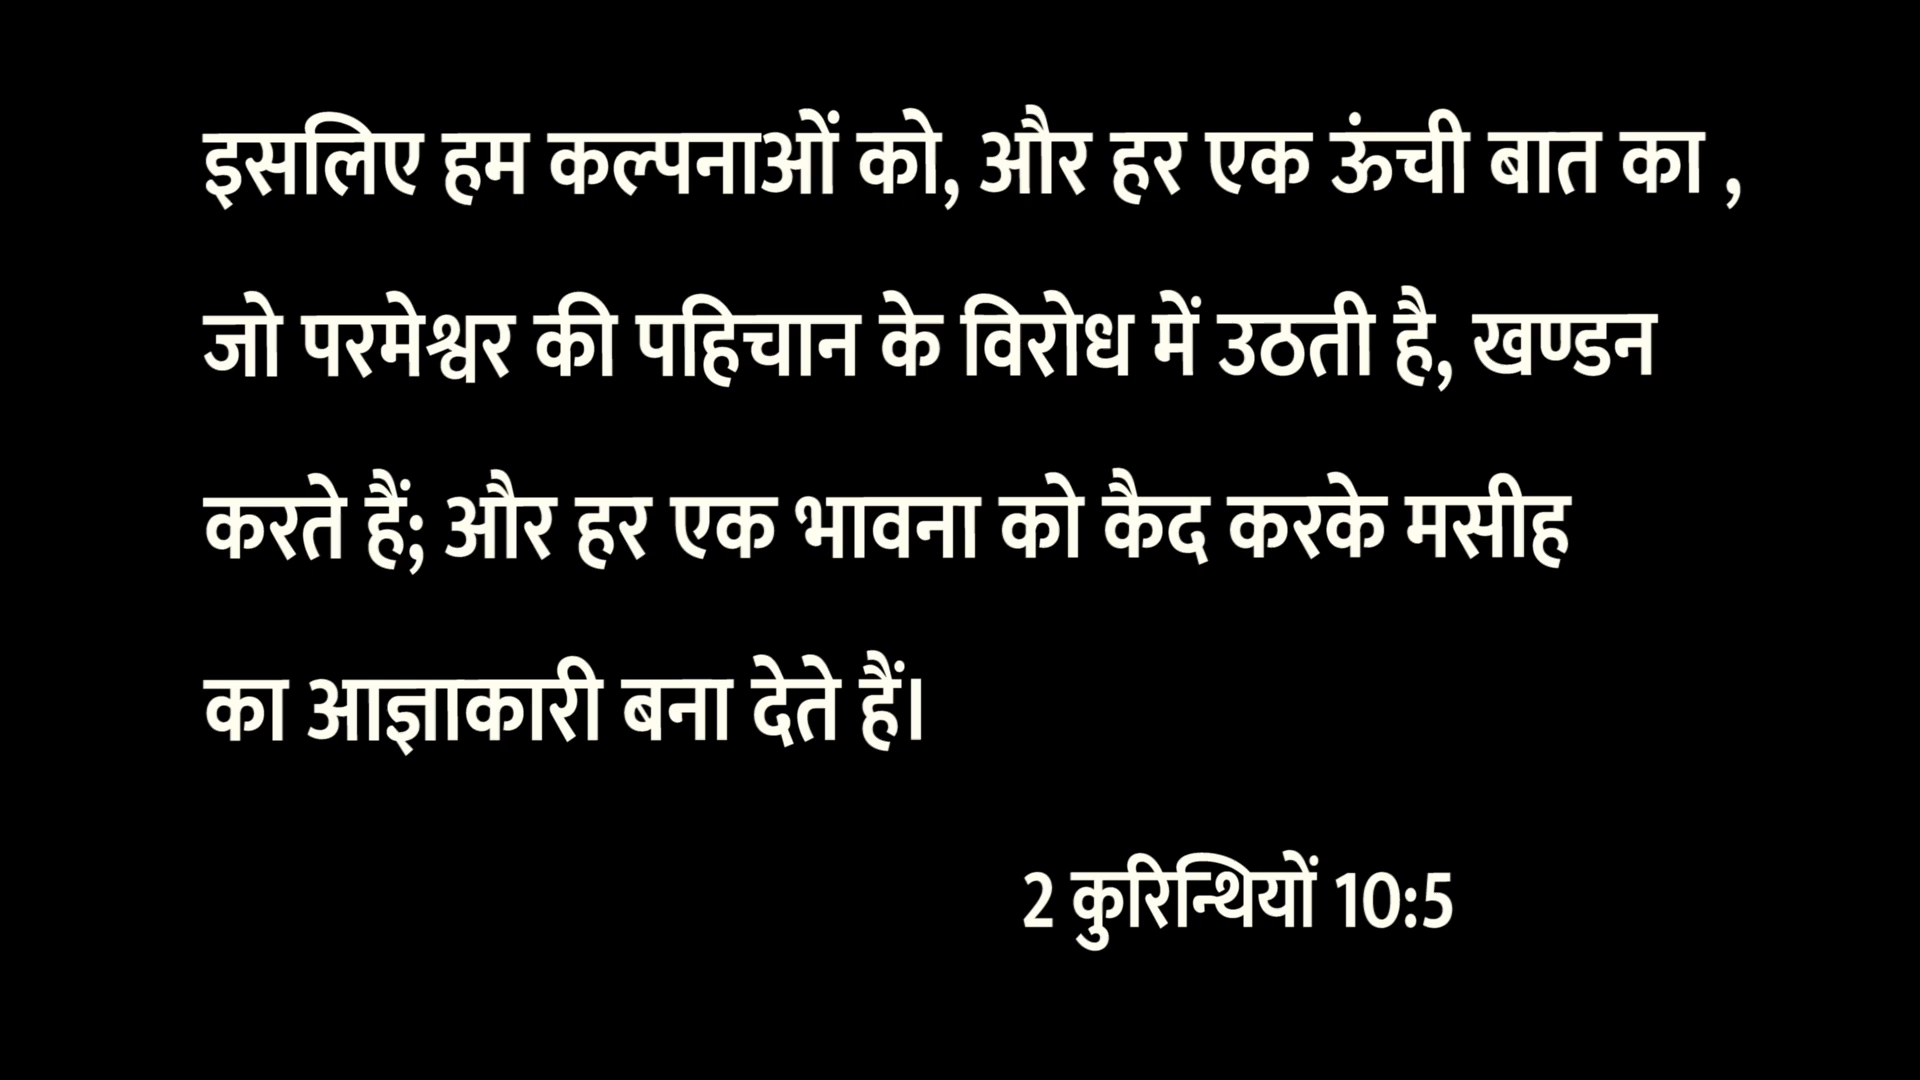 इसलिए हम कल्पनाओं को, और हर एक ऊंची बात का ,
जो परमेश्वर की पहिचान के विरोध में उठती है, खण्डन
करते हैं; और हर एक भावना को कैद करके मसीह
का आज्ञाकारी बना देते हैं।
2 कुरिन्थियों 10:5